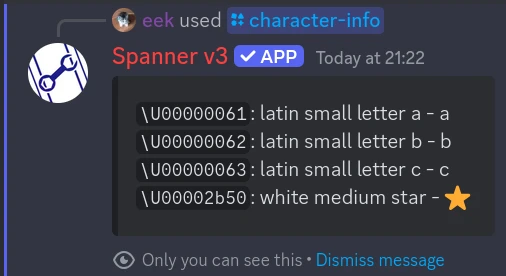 eek used character-info
Spanner v3 ✓ APP Today at 21:22
\U00000061: latin small letter a - a
\U00000062: latin small letter b - b
\U00000063: latin small letter c - c
\U00002b50: white medium star - ⭐
Only you can see this • Dismiss message